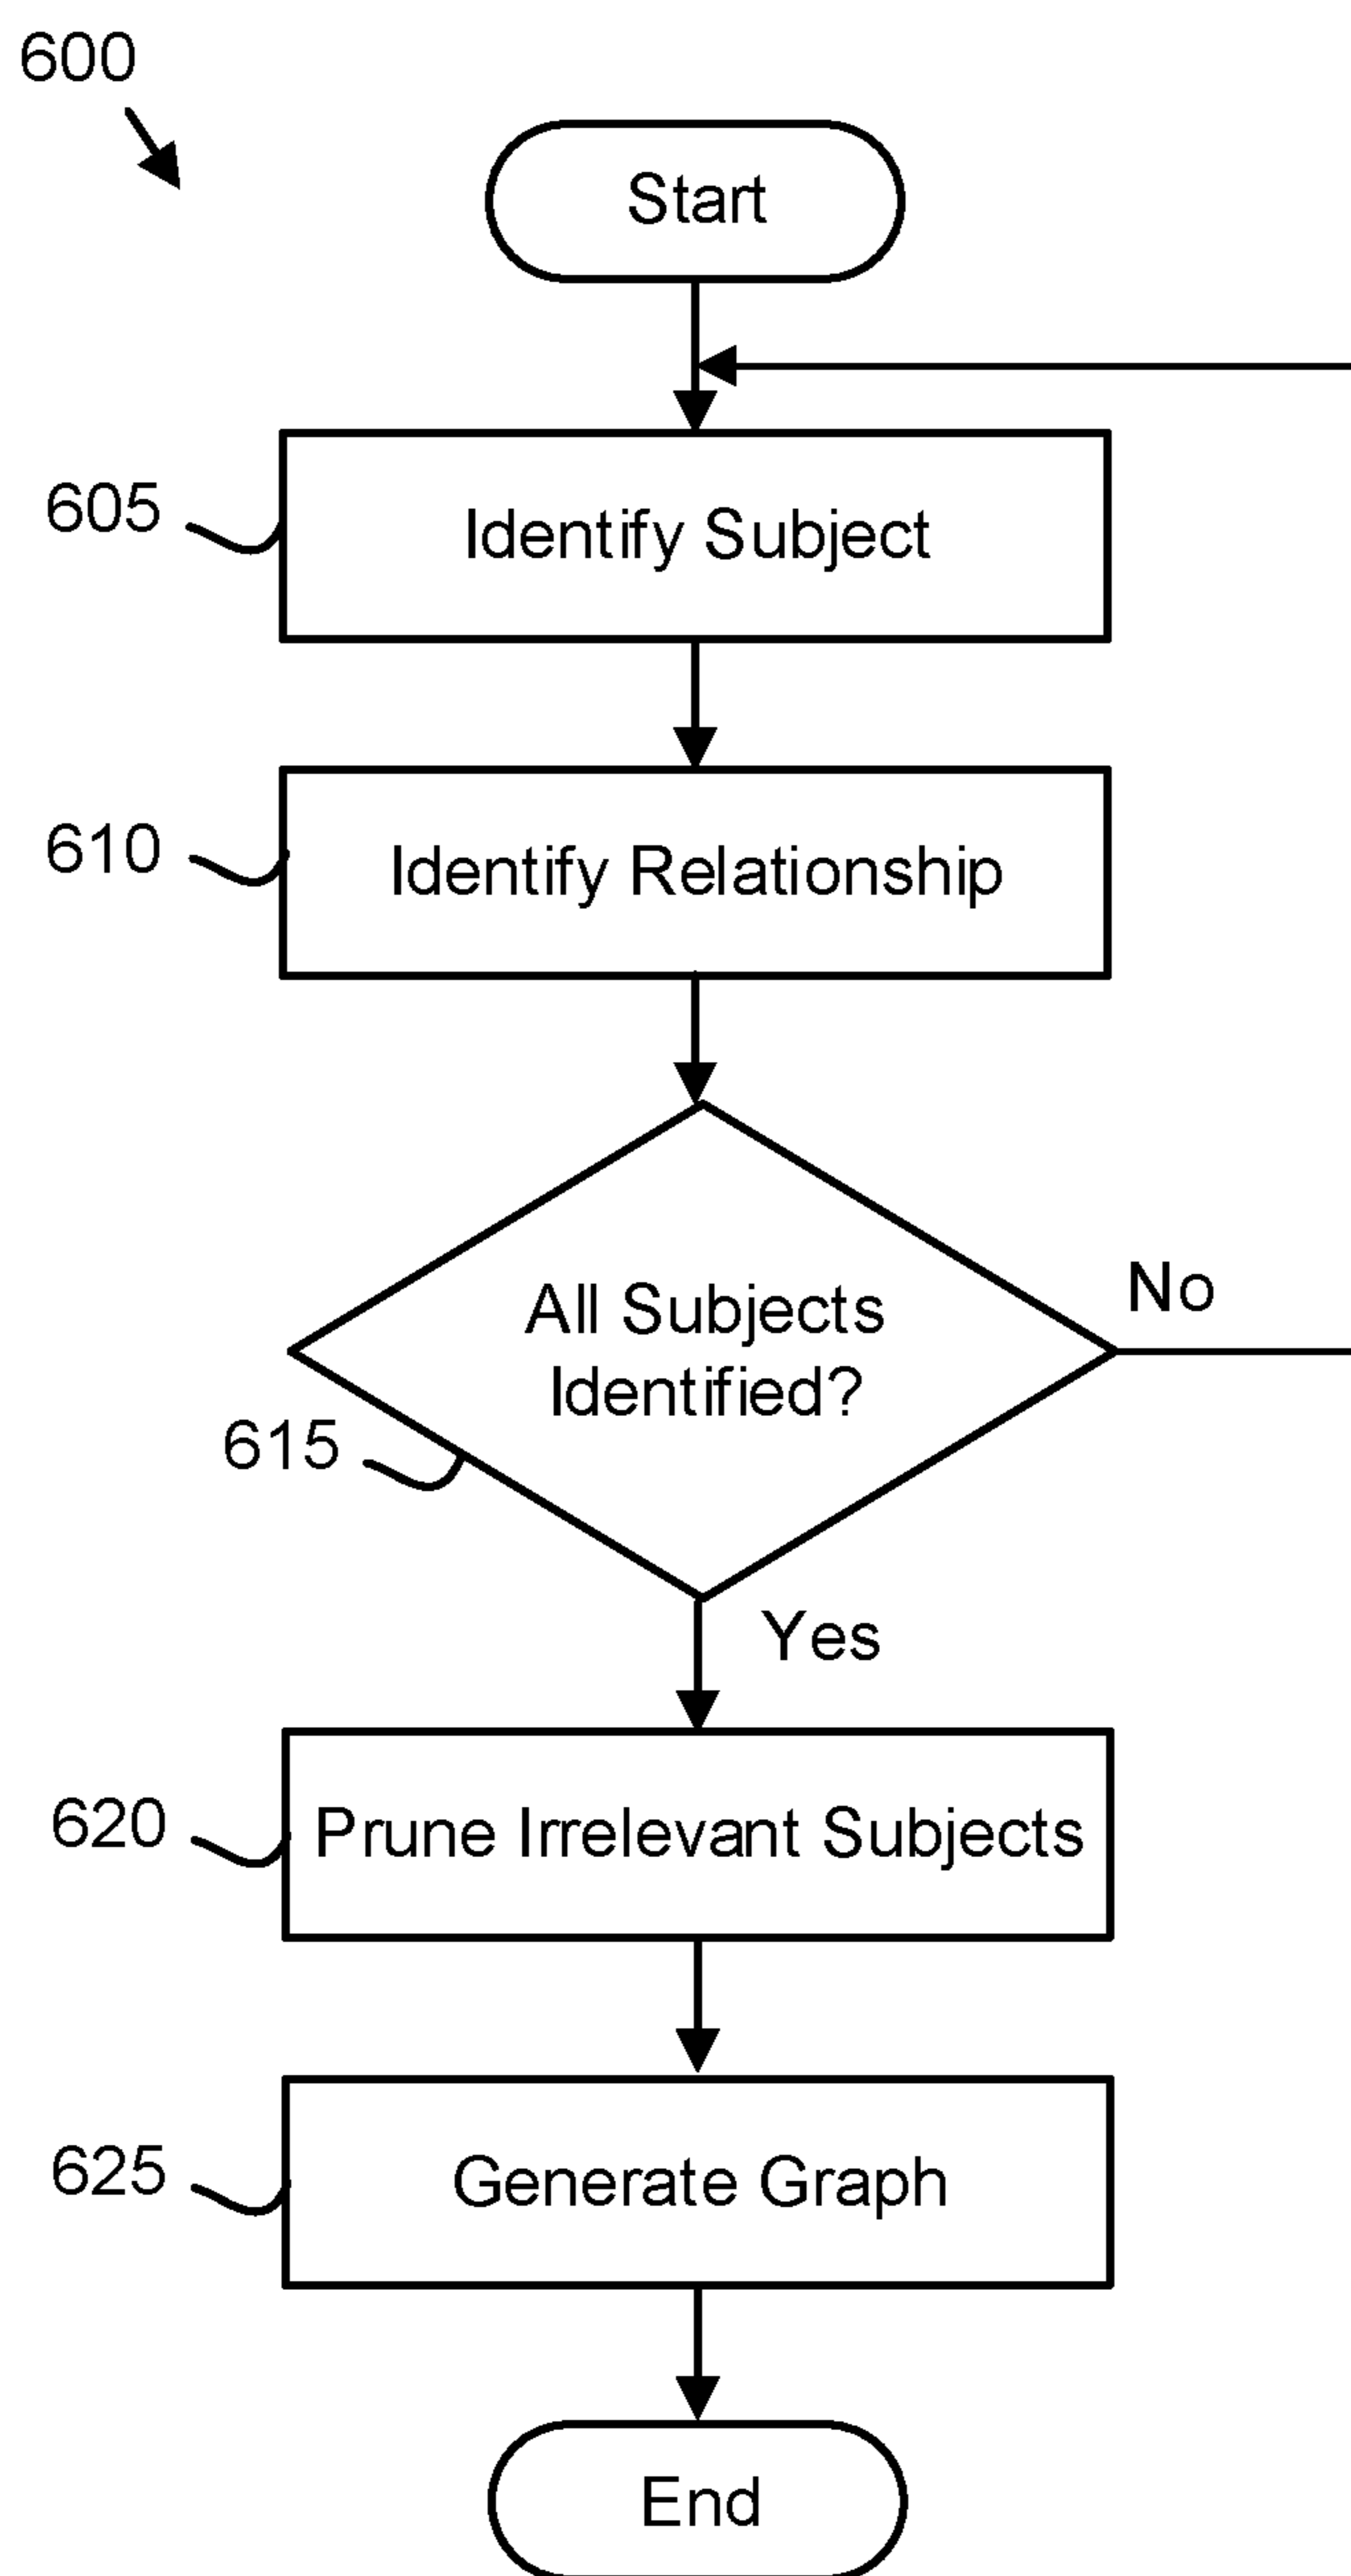 600
Start
605
Identify Subject
610
Identify Relationship
All Subjects
Identified?
No
615
Yes
620
Prune Irrelevant Subjects
625
Generate Graph
End